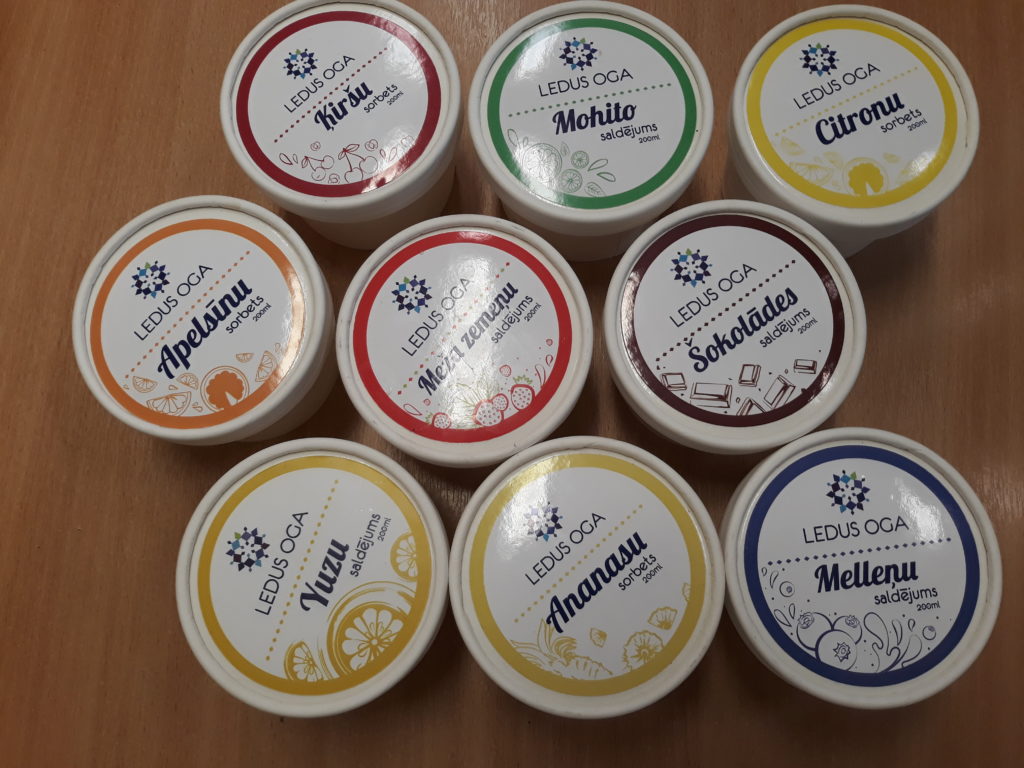 LEDUS OGA
Ķiršu
sorbets
200ml
LEDUS OGA
Mohito
saldējums
200ml
LEDUS OGA
Citronu
sorbets
200ml
LEDUS OGA
Apelsīnu
sorbets
200ml
LEDUS OGA
Meža zemeņu
saldējums
200ml
LEDUS OGA
Šokolādes
saldējums
200ml
LEDUS OGA
Yuzu
saldējums
200ml
LEDUS OGA
Ananasu
sorbets
200ml
LEDUS OGA
Melleņu
saldējums
200ml